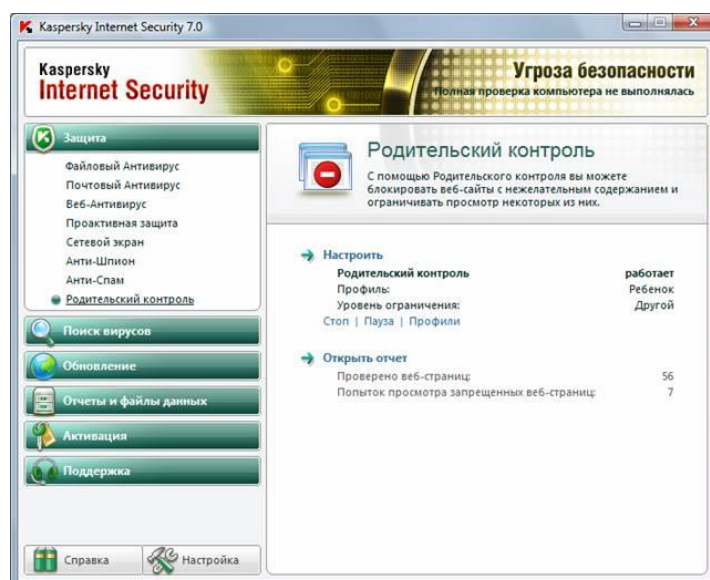 Kaspersky Internet Security 7.0
Kaspersky
Internet Security
Угроза безопасности
Полная проверка компьютера не выполнялась
Защита
Файловый Антивирус
Почтовый Антивирус
Веб-Антивирус
Проактивная защита
Сетевой экран
Анти-Шпион
Анти-Спам
Родительский контроль
Поиск вирусов
Обновление
Отчеты и файлы данных
Активация
Поддержка
Справка
Настройка
Родительский контроль
С помощью Родительского контроля вы можете
блокировать веб-сайты с нежелательным содержанием и
ограничивать просмотр некоторых из них.
Настроить
Родительский контроль работает
Профиль: Ребенок
Уровень ограничения: Другой
Стоп | Пауза | Профили
Открыть отчет
Проверено веб-страниц: 56
Попыток просмотра запрещенных веб-страниц: 7